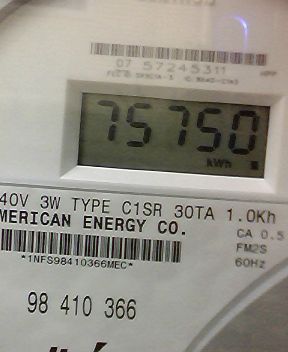 07 57245311
75750
kWh
40V 3W TYPE C1SR 30TA 1.0Kh
MERICAN ENERGY CO.
CA 0.5
FM2S
60Hz
*1NFS98410366MEC*
98 410 366